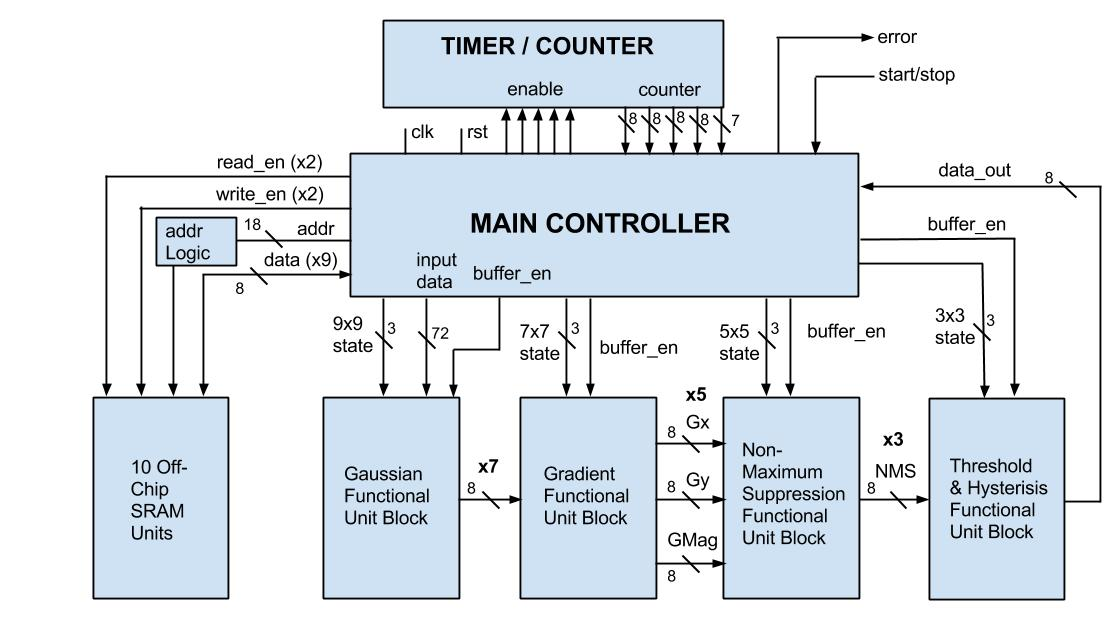 TIMER / COUNTER
enable
counter
error
start/stop
8
8
8
8
7
clk
rst
read_en (x2)
write_en (x2)
addr
Logic
18
addr
data (x9)
8
MAIN CONTROLLER
input
data
buffer_en
data_out
8
buffer_en
9x9
state
3
72
7x7
state
3
buffer_en
5x5
state
3
buffer_en
3x3
state
3
10 Off-
Chip
SRAM
Units
Gaussian
Functional
Unit Block
x7
8
Gradient
Functional
Unit Block
x5
Gx
8
Gy
8
GMag
8
Non-
Maximum
Suppression
Functional
Unit Block
x3
NMS
8
Threshold
& Hysterisis
Functional
Unit Block